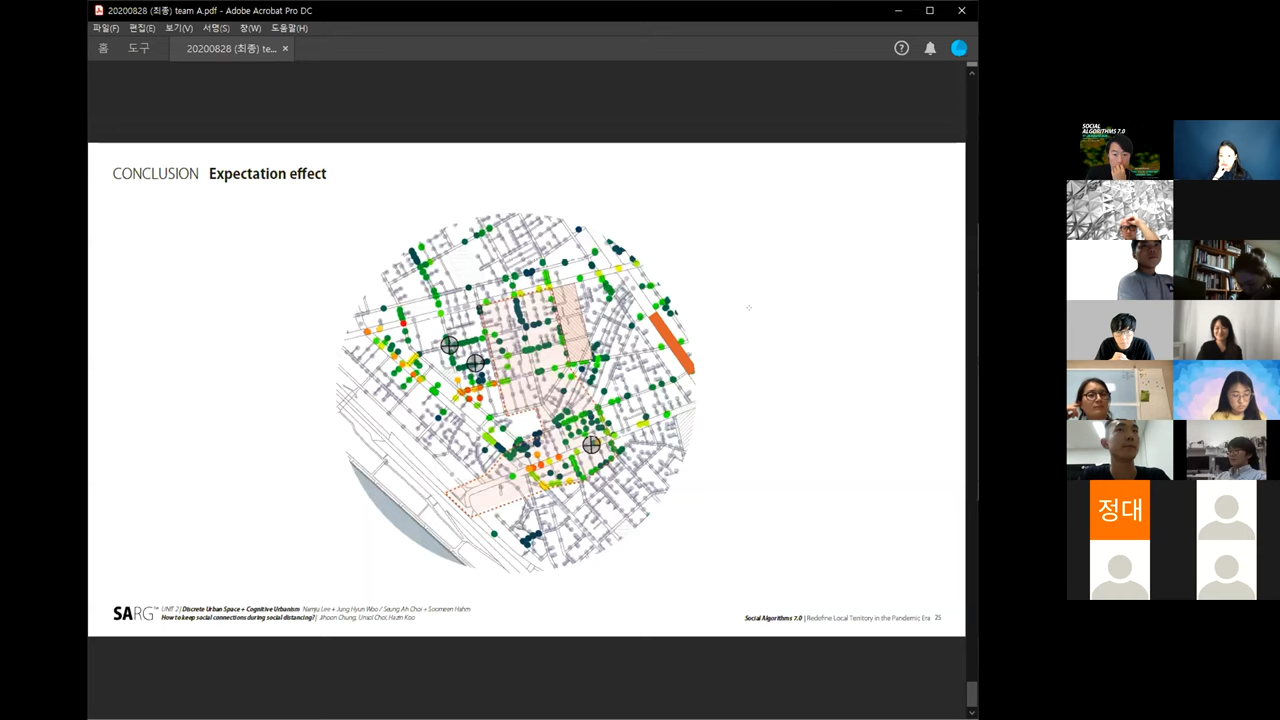 20200828 (최종) team A.pdf - Adobe Acrobat Pro DC
파일(F) 편집(E) 보기(V) 서명(S) 창(W) 도움말(H)
홈 도구 20200828 (최종) te... ×
CONCLUSION Expectation effect
SARG™ UNIT 2 | Discrete Urban Space + Cognitive Urbanism Namju Lee + Jung Hyun Woo / Seung Ah Choi + Soomeen Hahm
How to keep social connections during social distancing? | Jihoon Chung, Unsol Choi, Hazin Koo
Social Algorithms 7.0 | Redefine Local Territory in the Pandemic Era 25
SOCIAL
ALGORITHMS 7.0
정대